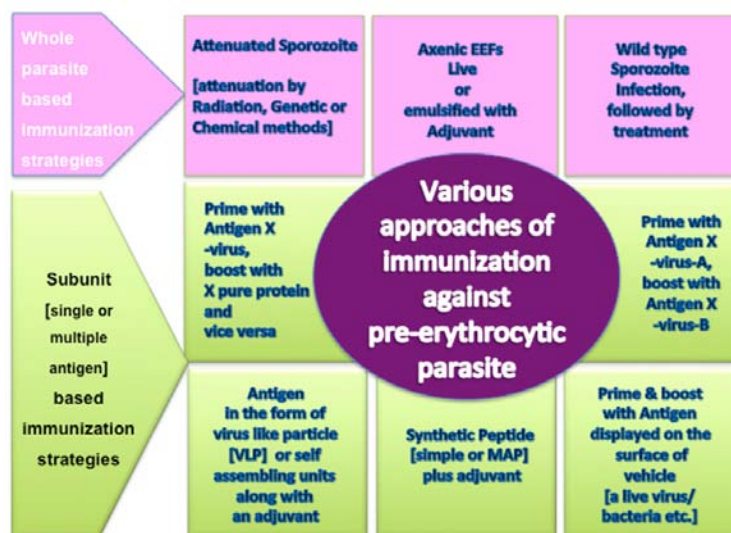 Whole
parasite
based
Immunization
strategies
Attenuated Sporozoite
[attenuation by
Radiation, Genetic or
Chemical methods]
Axenic EEFs
Live
or
emulsified with
Adjuvant
Wild type
Sporozoite
Infection,
followed by
treatment
Various
approaches of
immunization
against
pre-erythrocytic
parasite
Subunit
[single or
multiple
antigen]
based
immunization
strategies
Prime with
Antigen X
-virus,
boost with
X pure protein
and
vice versa
Prime with
Antigen X
-virus-A,
boost with
Antigen X
-virus-B
Antigen
in the form of
virus like particle
[VLP] or self
assembling units
along with
an adjuvant
Synthetic Peptide
[simple or MAP]
plus adjuvant
Prime & boost
with Antigen
displayed on the
surface of
vehicle
[a live virus/
bacteria etc.]